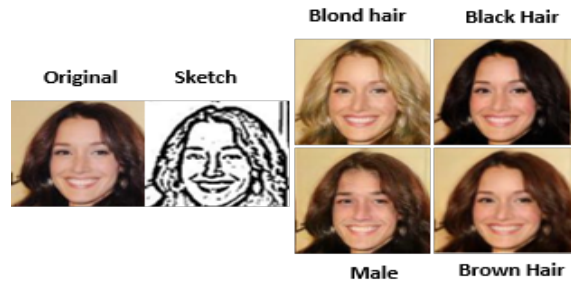 Blond hair
Black Hair
Original
Sketch
Male
Brown Hair